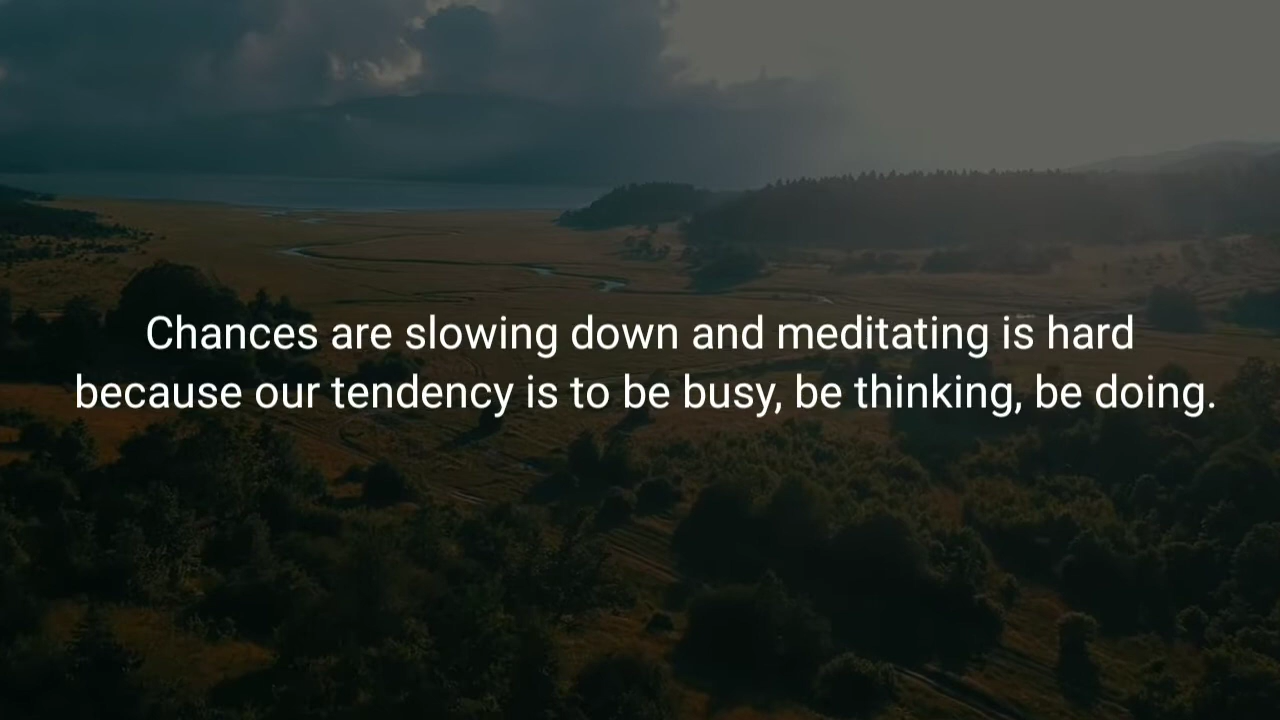 Chances are slowing down and meditating is hard
because our tendency is to be busy, be thinking, be doing.